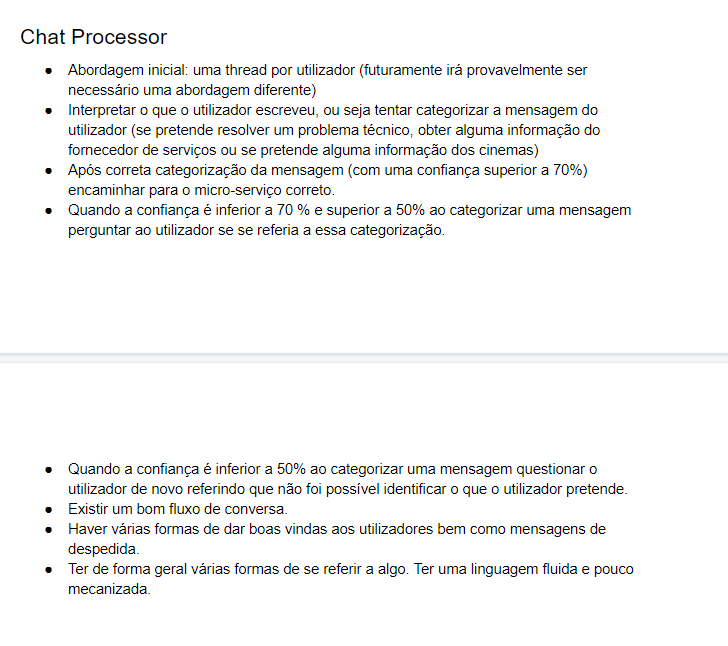 Chat Processor
● Abordagem inicial: uma thread por utilizador (futuramente irá provavelmente ser
necessário uma abordagem diferente)
● Interpretar o que o utilizador escreveu, ou seja tentar categorizar a mensagem do
utilizador (se pretende resolver um problema técnico, obter alguma informação do
fornecedor de serviços ou se pretende alguma informação dos cinemas)
● Após correta categorização da mensagem (com uma confiança superior a 70%)
encaminhar para o micro-serviço correto.
● Quando a confiança é inferior a 70 % e superior a 50% ao categorizar uma mensagem
perguntar ao utilizador se se referia a essa categorização.
● Quando a confiança é inferior a 50% ao categorizar uma mensagem questionar o
utilizador de novo referindo que não foi possível identificar o que o utilizador pretende.
● Existir um bom fluxo de conversa.
● Haver várias formas de dar boas vindas aos utilizadores bem como mensagens de
despedida.
● Ter de forma geral várias formas de se referir a algo. Ter uma linguagem fluida e pouco
mecanizada.